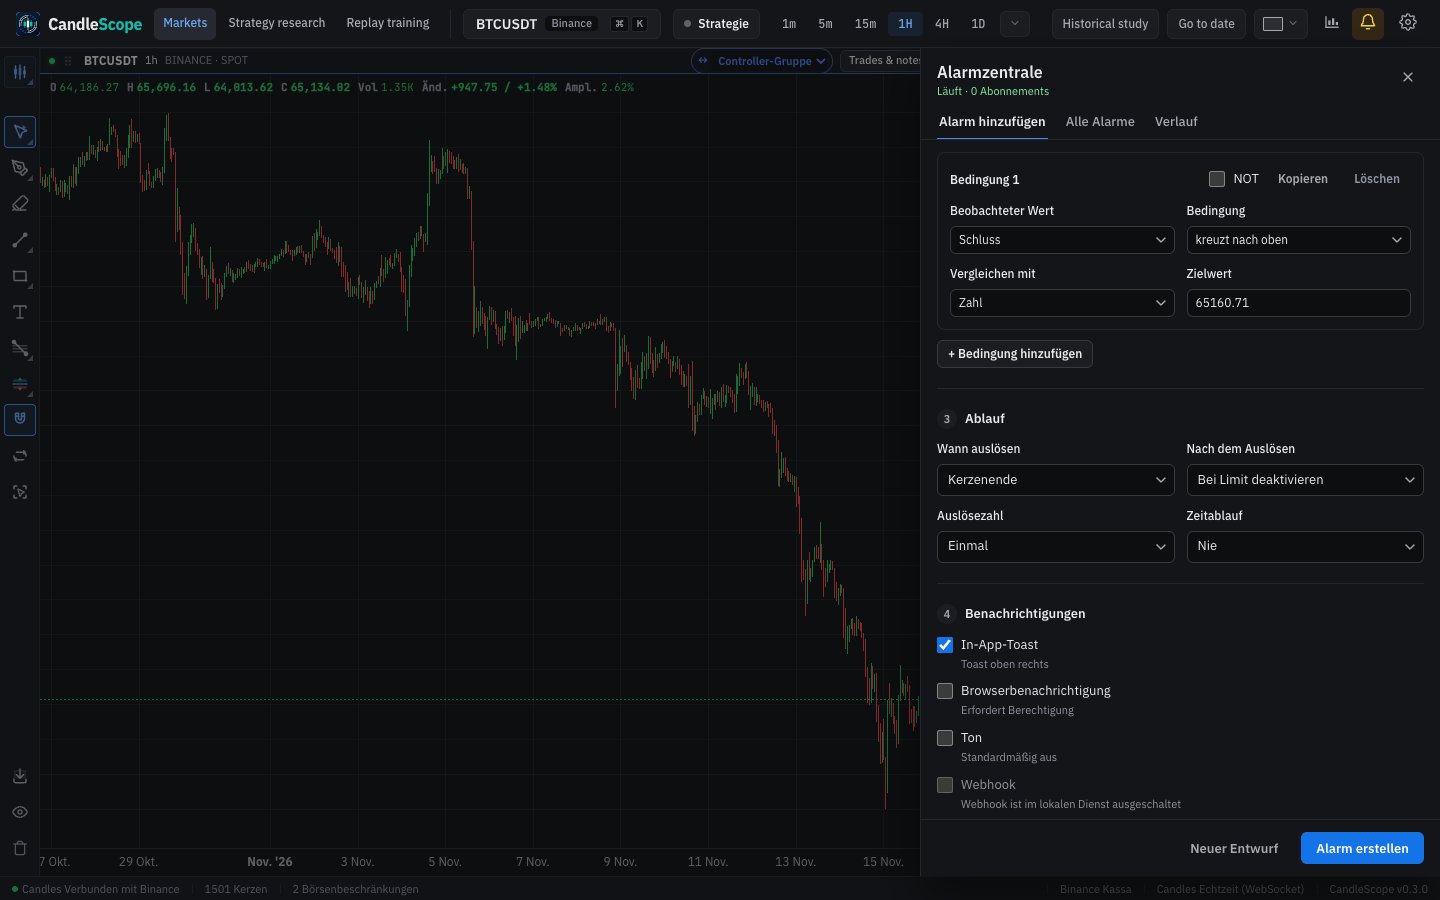 CandleScope
Markets
Strategy research
Replay training
BTCUSDT Binance ⌘ K
Strategie
1m 5m 15m 1H 4H 1D
Historical study
Go to date
BTCUSDT 1h BINANCE · SPOT
Controller-Gruppe
Trades & notes
O 64,186.27 H 65,696.16 L 64,013.62 C 65,134.02 Vol 1.35K Änd. +947.75 / +1.48% Ampl. 2.62%
7 Okt. 29 Okt. Nov. '26 3 Nov. 5 Nov. 7 Nov. 9 Nov. 11 Nov. 13 Nov. 15 Nov.
Alarmzentrale
Läuft · 0 Abonnements
Alarm hinzufügen Alle Alarme Verlauf
Bedingung 1 NOT Kopieren Löschen
Beobachteter Wert Bedingung
Schluss kreuzt nach oben
Vergleichen mit Zielwert
Zahl 65160.71
+ Bedingung hinzufügen
3 Ablauf
Wann auslösen Nach dem Auslösen
Kerzenende Bei Limit deaktivieren
Auslösezahl Zeitablauf
Einmal Nie
4 Benachrichtigungen
In-App-Toast
Toast oben rechts
Browserbenachrichtigung
Erfordert Berechtigung
Ton
Standardmäßig aus
Webhook
Webhook ist im lokalen Dienst ausgeschaltet
Neuer Entwurf Alarm erstellen
Candles Verbunden mit Binance 1501 Kerzen 2 Börsenbeschränkungen
Binance Kassa Candles Echtzeit (WebSocket) CandleScope v0.3.0